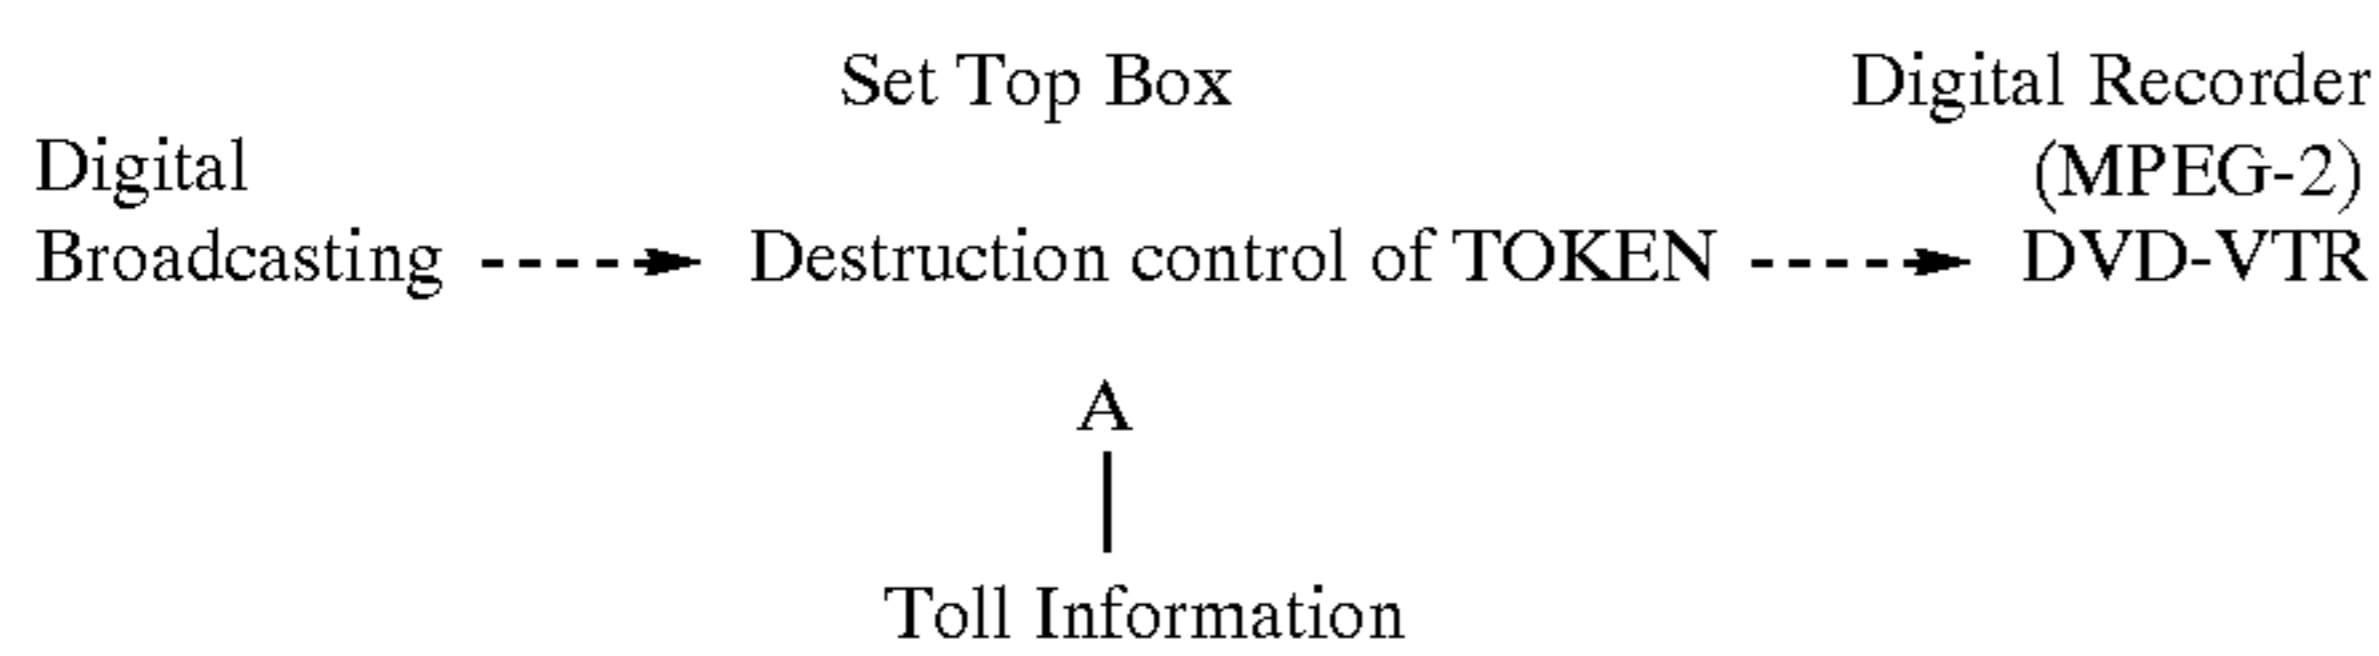 Set Top Box
Digital Recorder
Digital
(MPEG-2)
Broadcasting
Destruction control of TOKEN
DVD-VTR
A
Toll Information